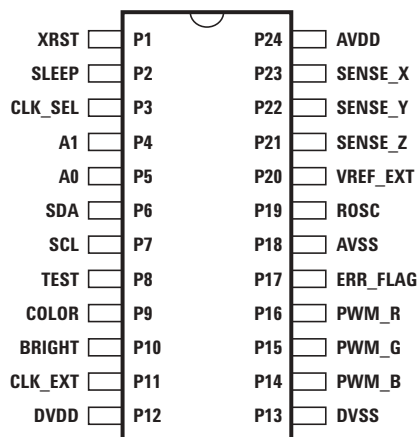 XRST P1 P24 AVDD
SLEEP P2 P23 SENSE_X
CLK_SEL P3 P22 SENSE_Y
A1 P4 P21 SENSE_Z
A0 P5 P20 VREF_EXT
SDA P6 P19 ROSC
SCL P7 P18 AVSS
TEST P8 P17 ERR_FLAG
COLOR P9 P16 PWM_R
BRIGHT P10 P15 PWM_G
CLK_EXT P11 P14 PWM_B
DVDD P12 P13 DVSS